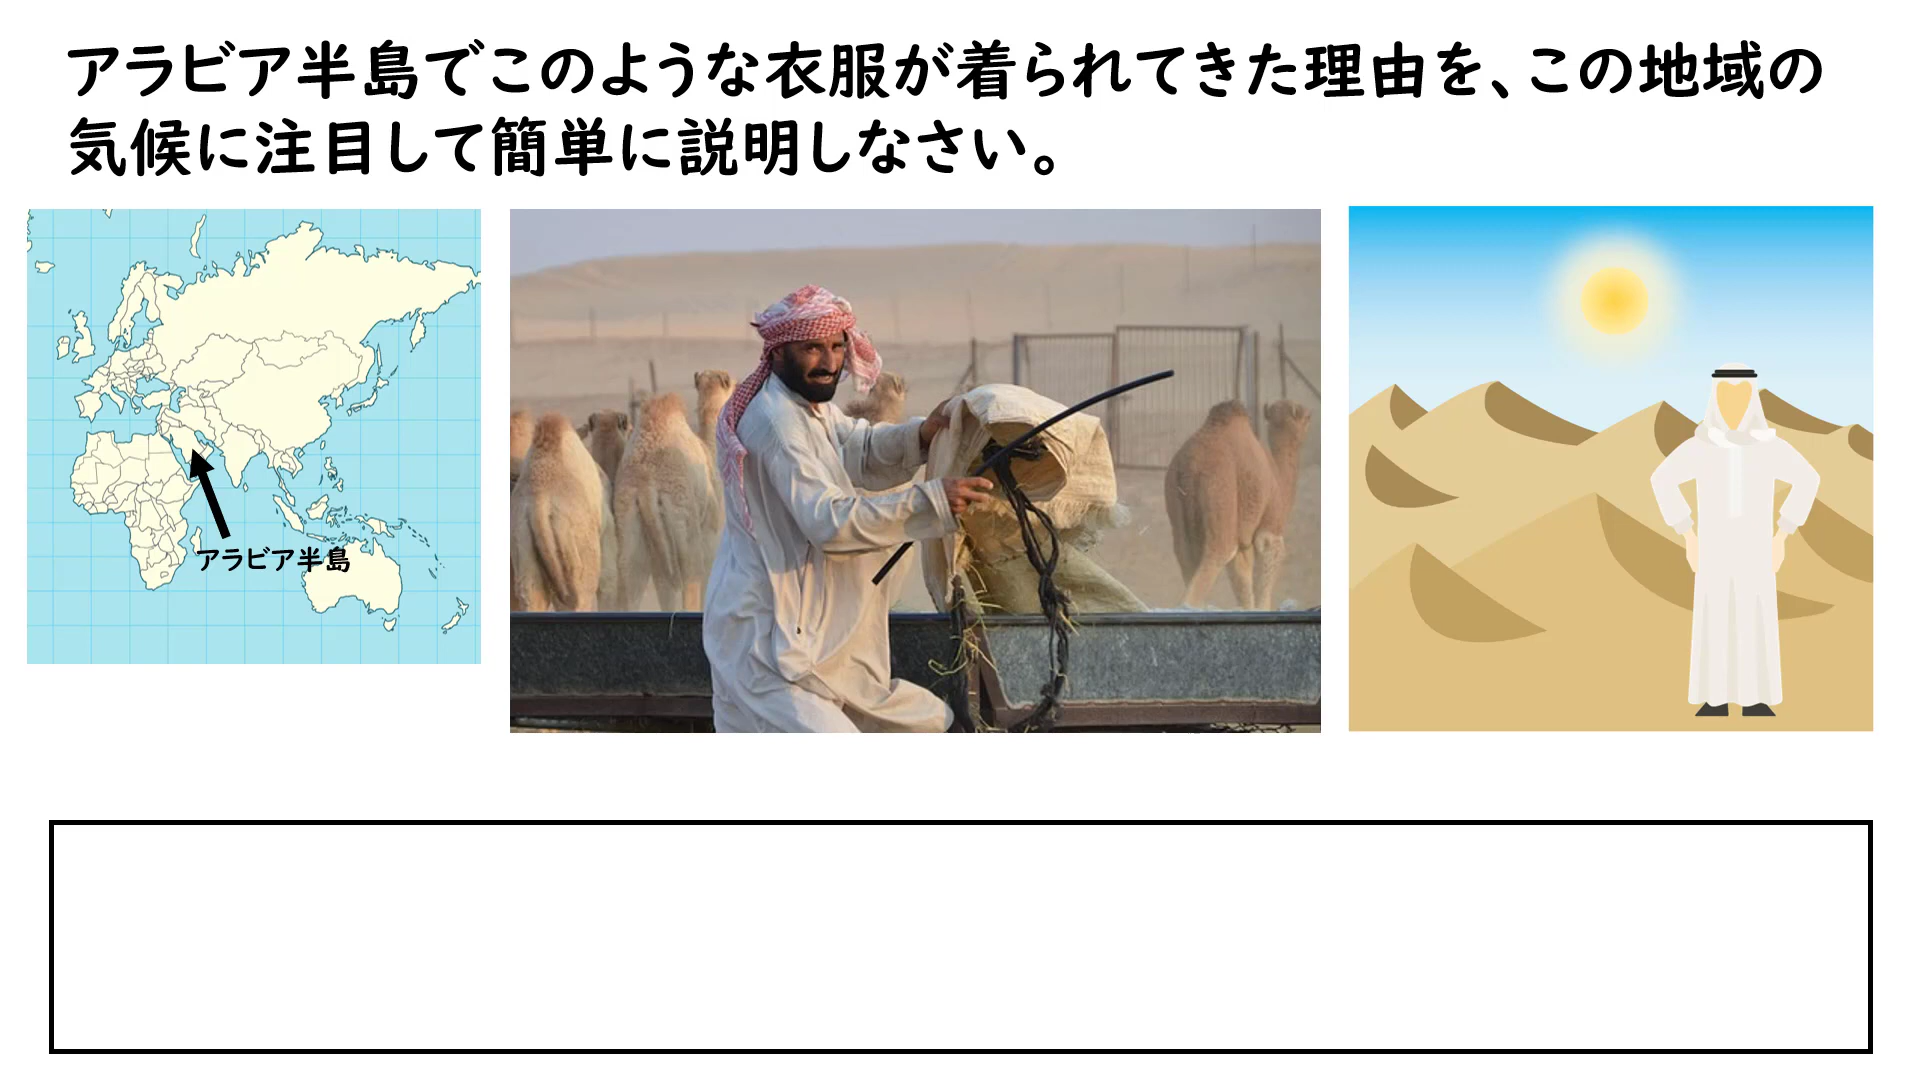 アラビア半島でこのような衣服が着られてきた理由を、この地域の
気候に注目して簡単に説明しなさい。
アラビア半島